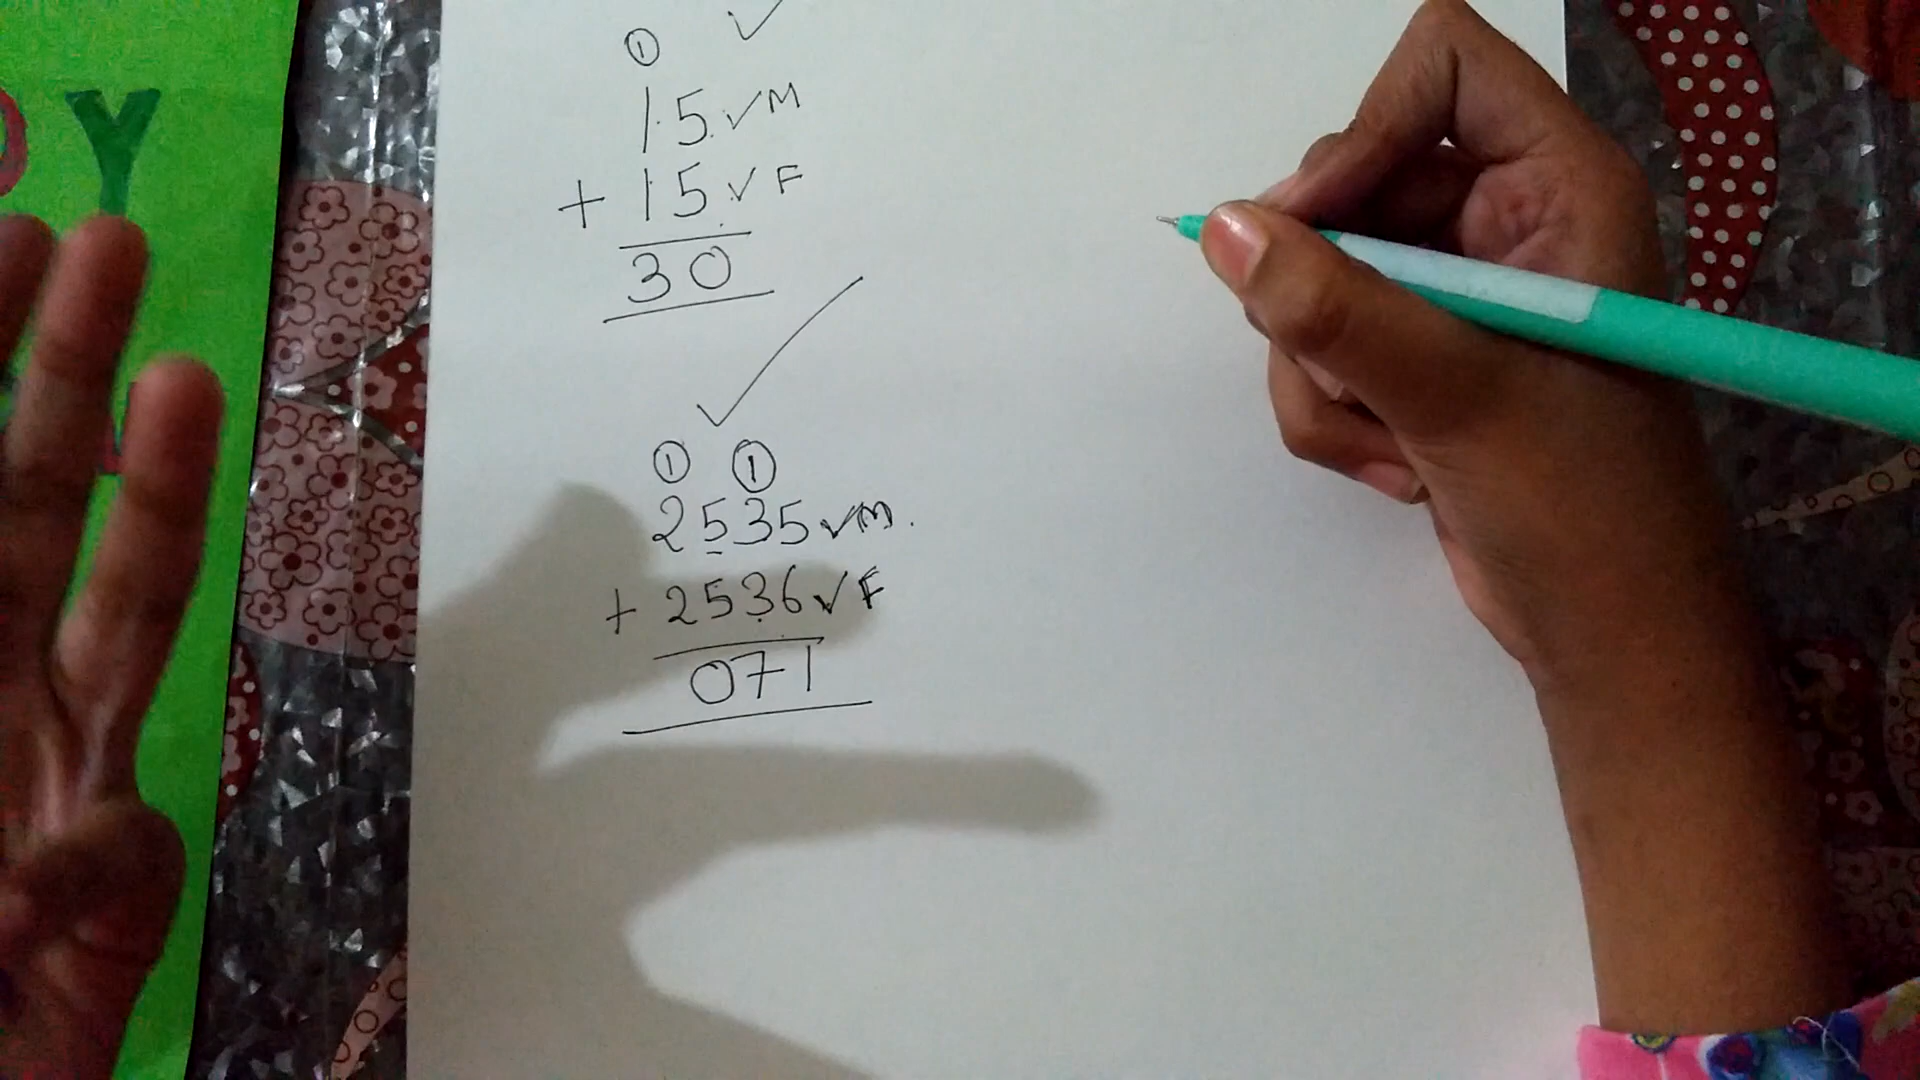 Y
①
15 ✓ M
+ 15 ✓ F
30
① ①
2535 ✓ M.
+ 2536 ✓ F
071